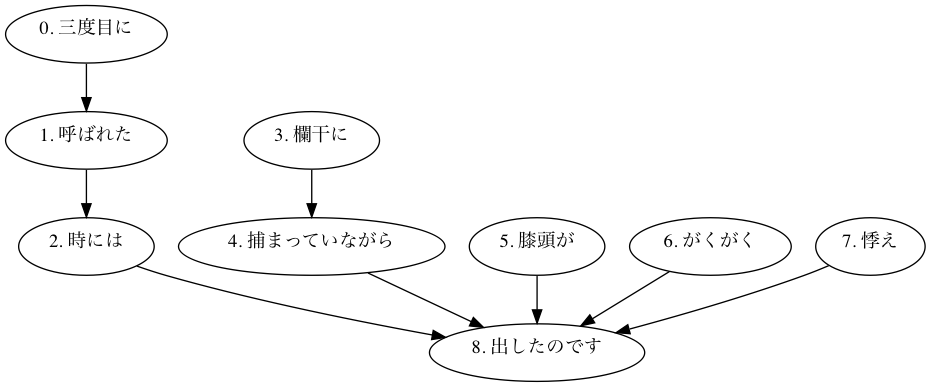 0. 三度目に
1. 呼ばれた
3. 欄干に
2. 時には
4. 捕まっていながら
5. 膝頭が
6. がくがく
7. 悸え
8. 出したのです